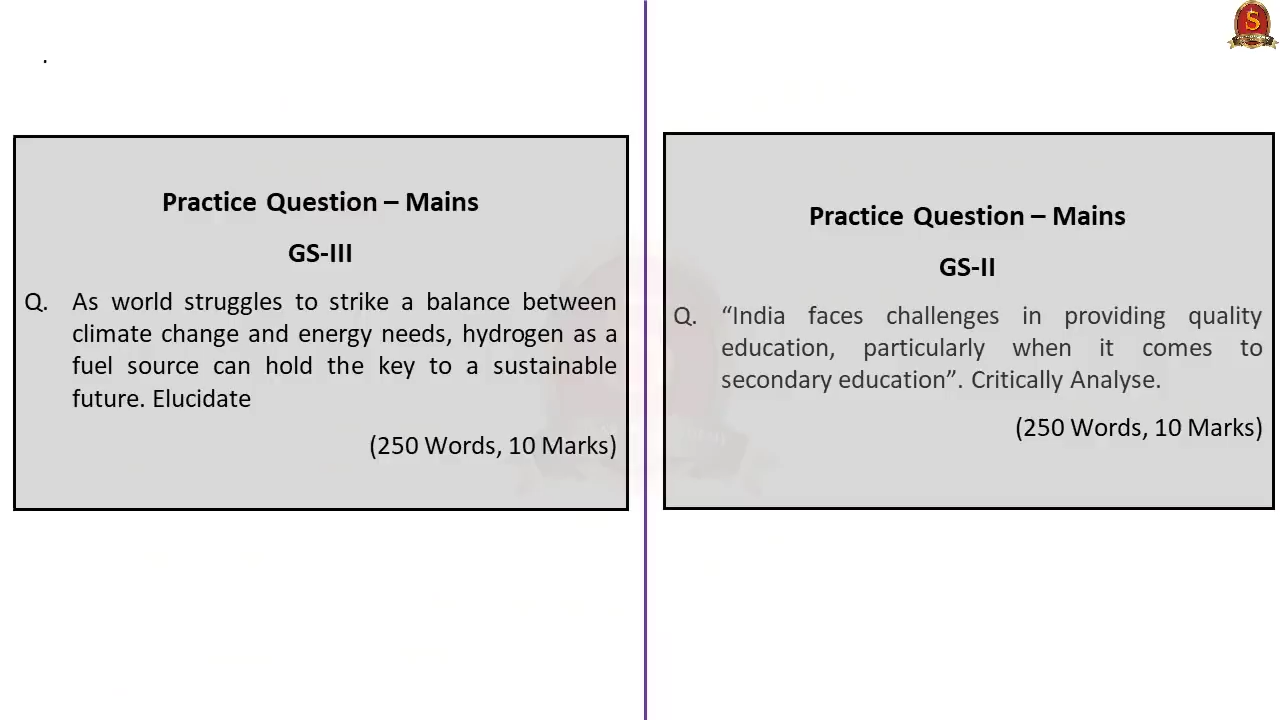 .
Practice Question – Mains
GS-III
Q. As world struggles to strike a balance between
climate change and energy needs, hydrogen as a
fuel source can hold the key to a sustainable
future. Elucidate
(250 Words, 10 Marks)
Practice Question – Mains
GS-II
Q. “India faces challenges in providing quality
education, particularly when it comes to
secondary education”. Critically Analyse.
(250 Words, 10 Marks)
S